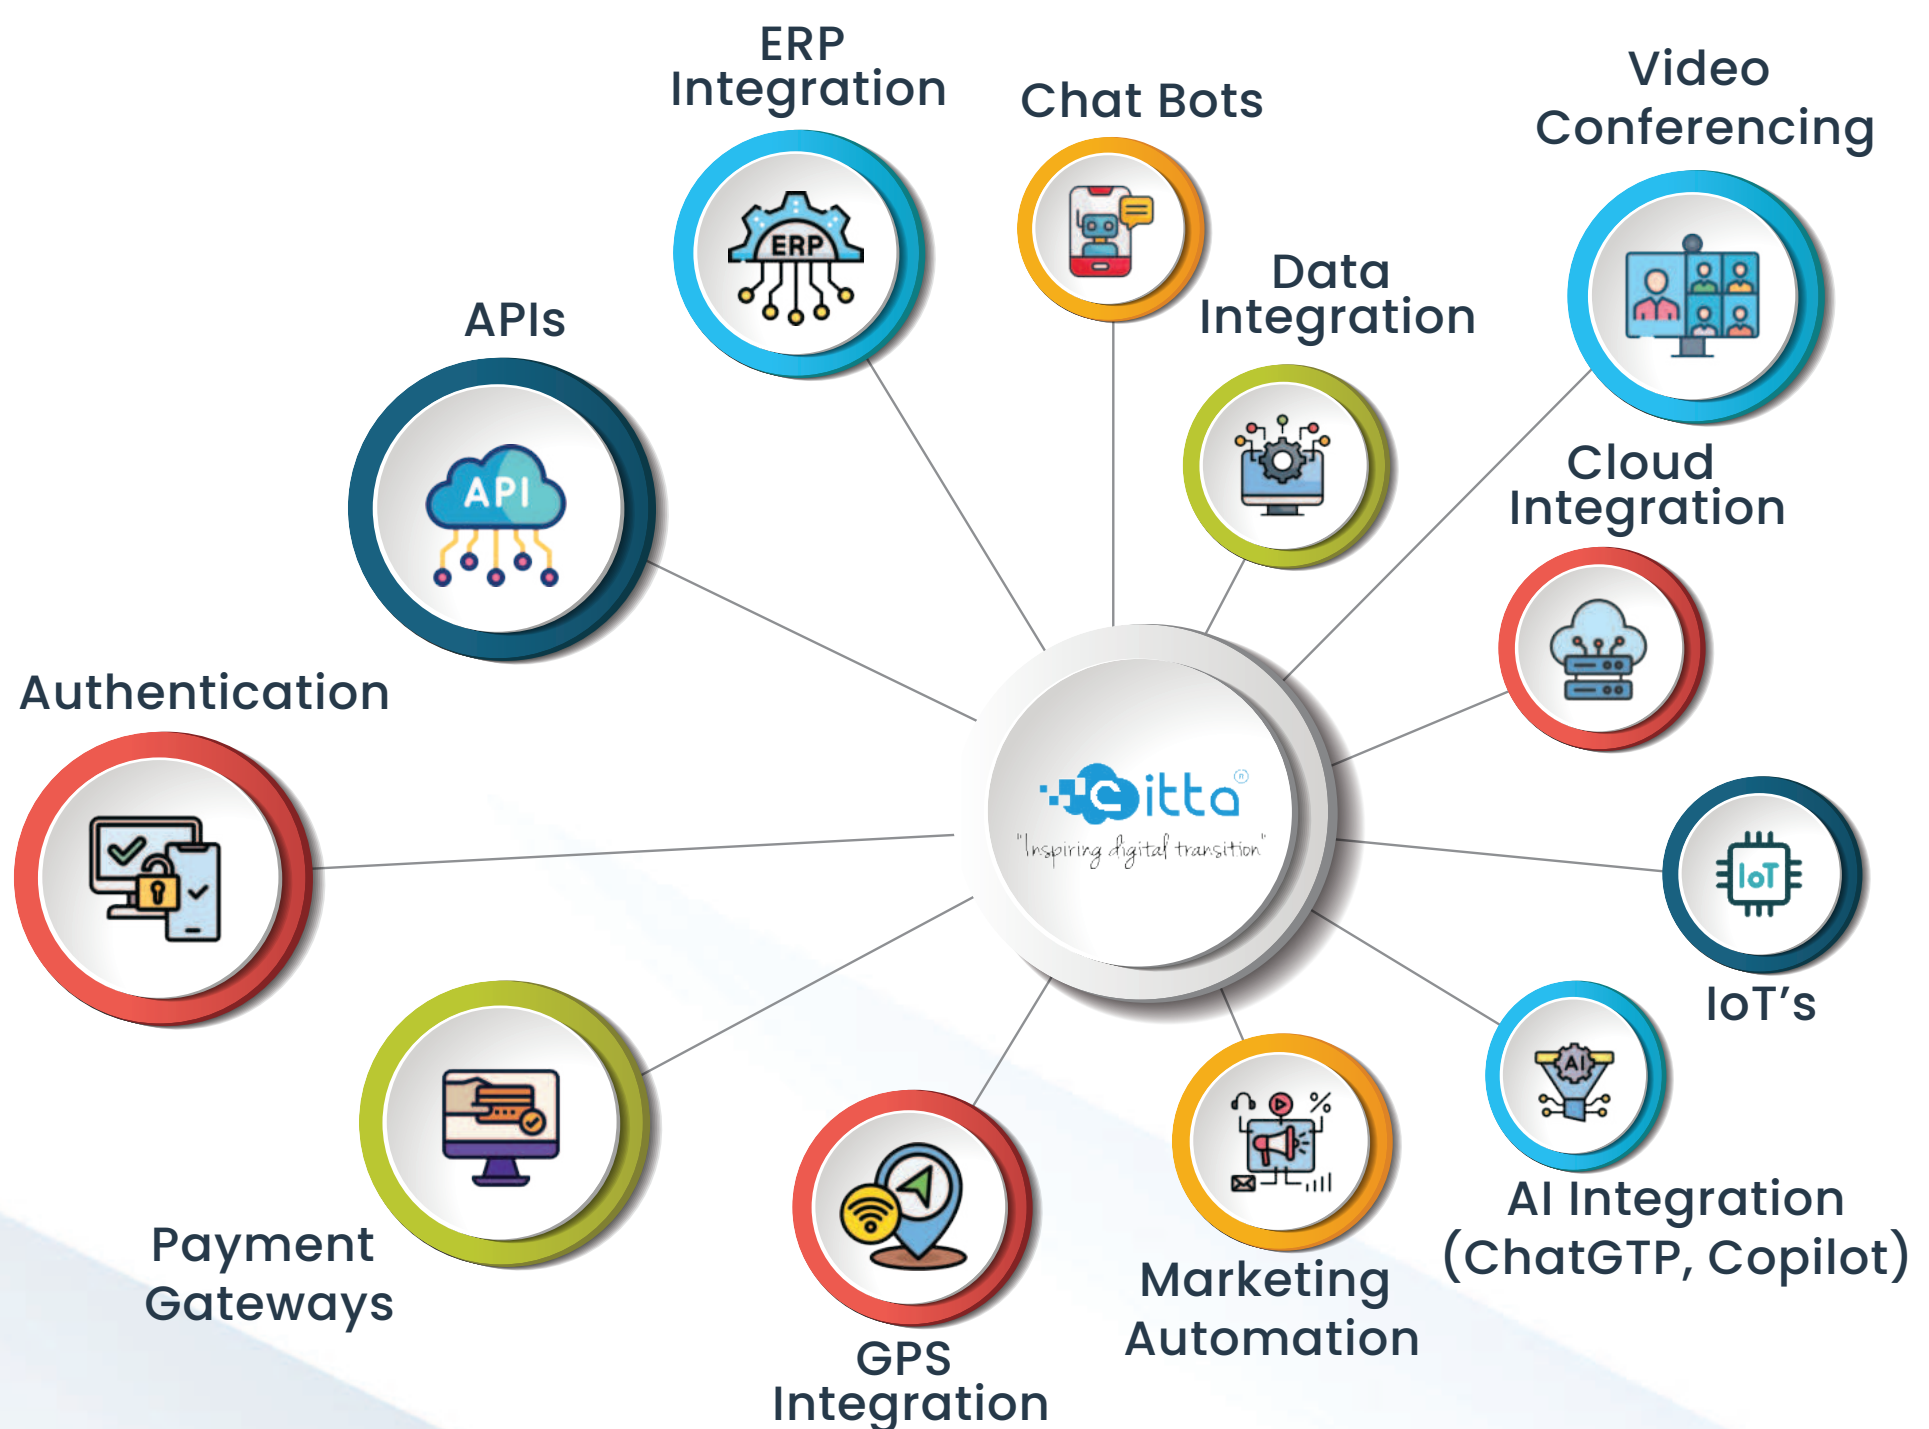 ERP
Integration
Chat Bots
Video
Conferencing
ERP
Data
Integration
APIs
API
Cloud
Integration
Authentication
citta®
"Inspiring digital transition"
IoT
IoT's
AI
AI Integration
(ChatGTP, Copilot)
%
Payment
Gateways
Marketing
Automation
GPS
Integration